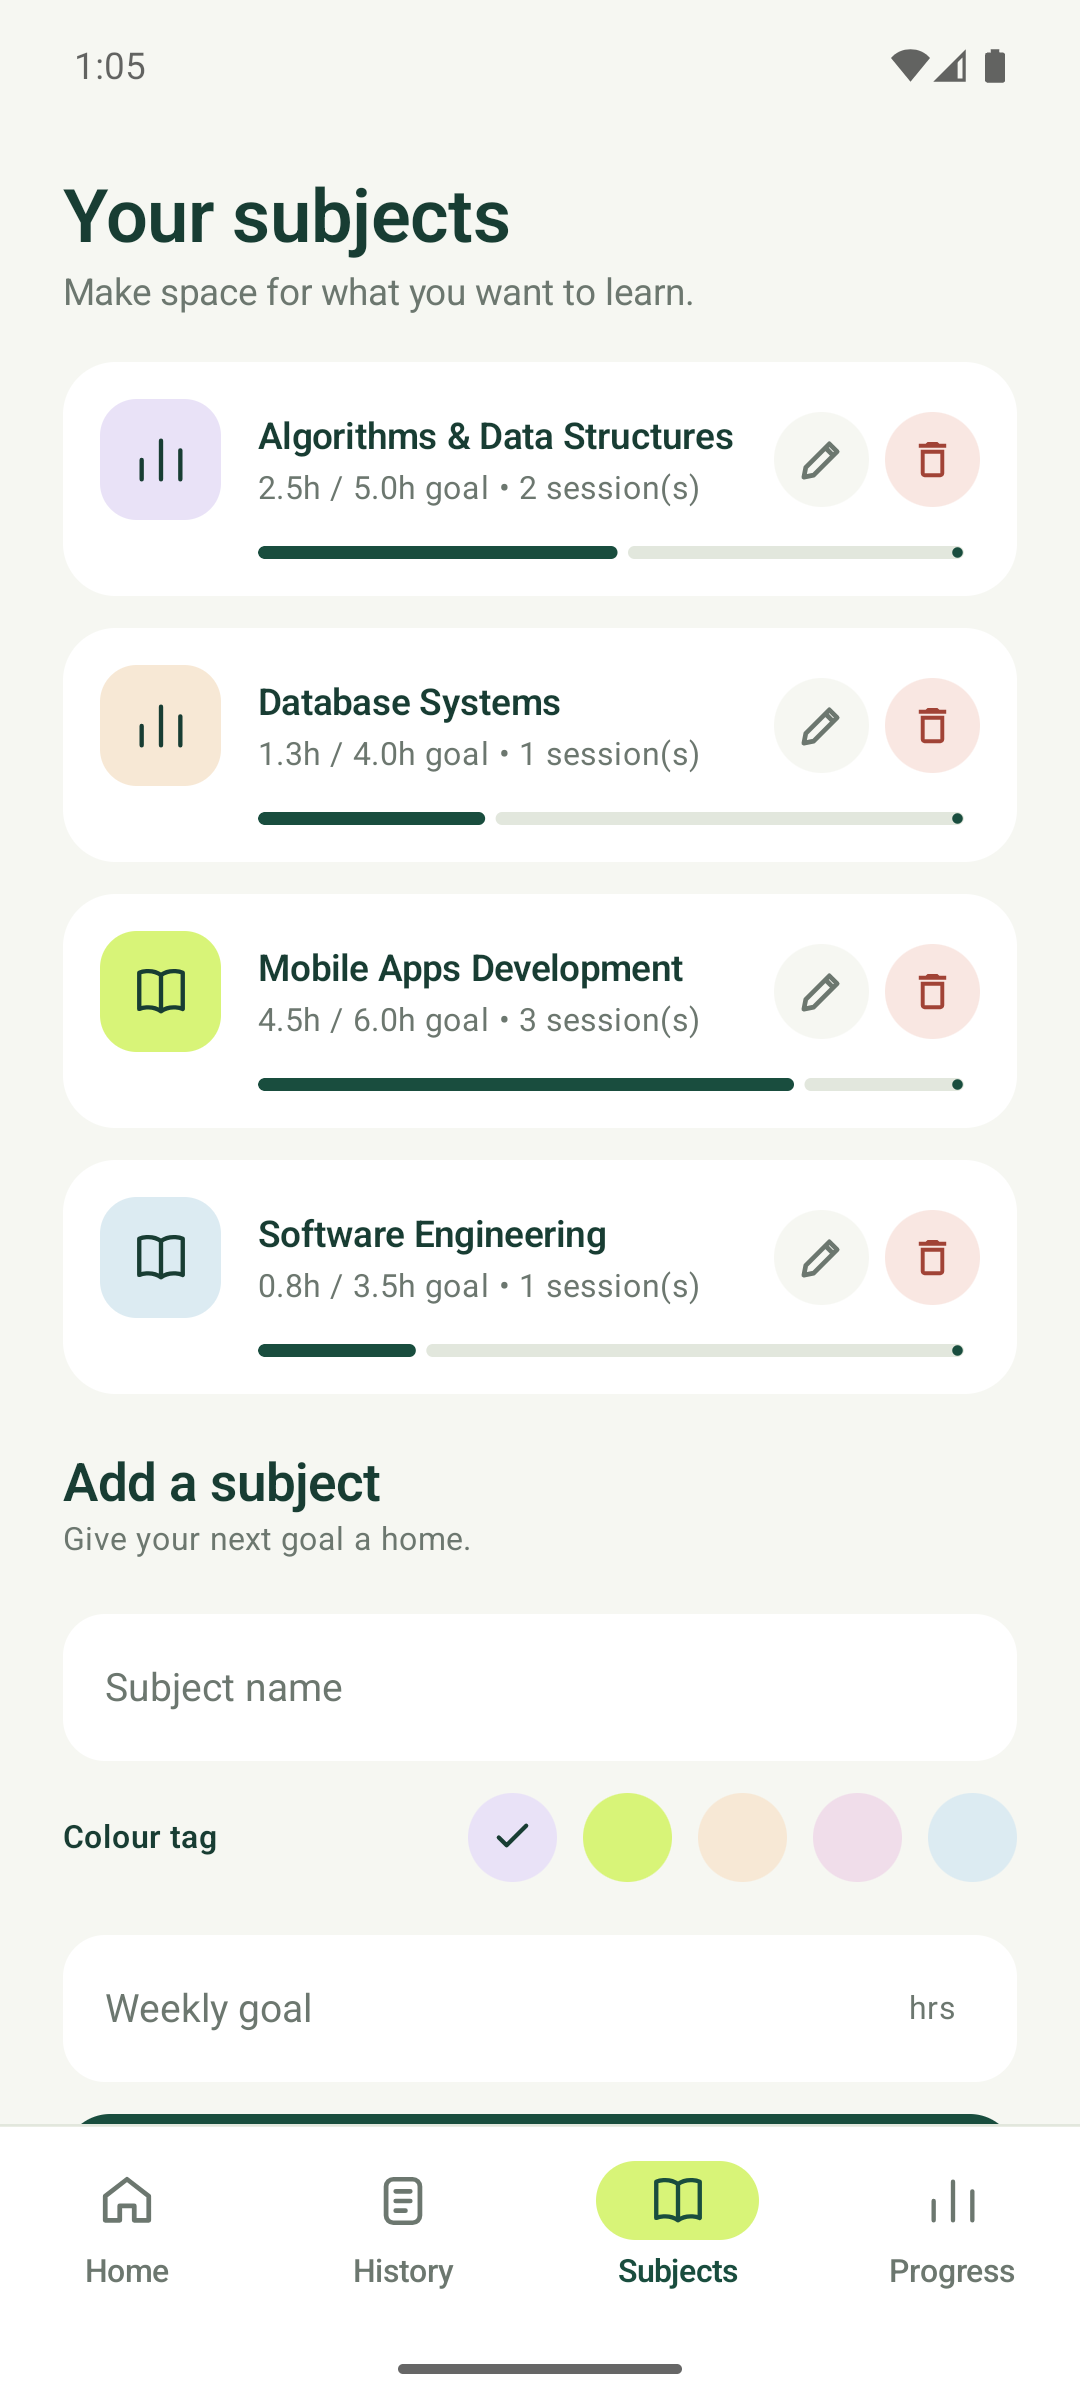 1:05
Your subjects
Make space for what you want to learn.
Algorithms & Data Structures
2.5h / 5.0h goal • 2 session(s)
Database Systems
1.3h / 4.0h goal • 1 session(s)
Mobile Apps Development
4.5h / 6.0h goal • 3 session(s)
Software Engineering
0.8h / 3.5h goal • 1 session(s)
Add a subject
Give your next goal a home.
Subject name
Colour tag
Weekly goal hrs
Home History Subjects Progress